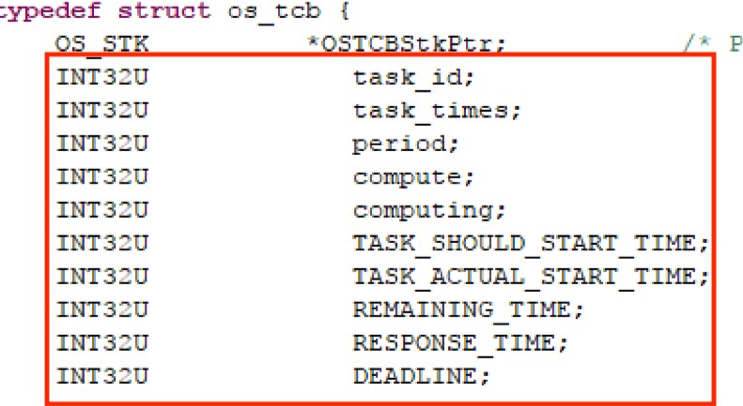 typedef struct os_tcb {
OS_STK *OSTCBStkPtr; /* P
INT32U task_id;
INT32U task_times;
INT32U period;
INT32U compute;
INT32U computing;
INT32U TASK_SHOULD_START_TIME;
INT32U TASK_ACTUAL_START_TIME;
INT32U REMAINING_TIME;
INT32U RESPONSE_TIME;
INT32U DEADLINE;